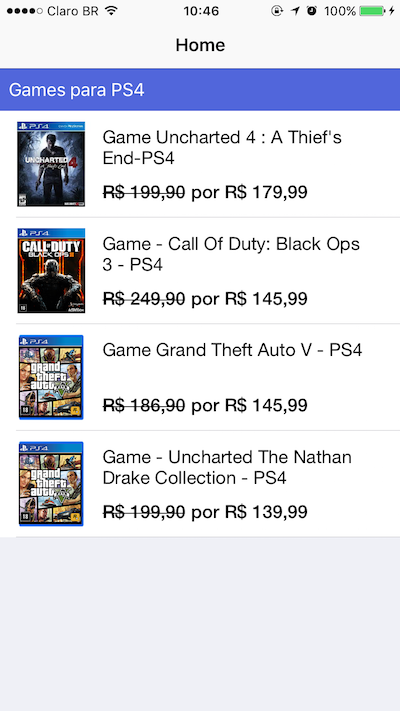 Claro BR 10:46 100%
Home
Games para PS4
PS4
UNCHARTED 4
Game Uncharted 4 : A Thief's
End-PS4
R$ 199,90 por R$ 179,99
PS4
CALL OF DUTY
BLACK OPS III
Game - Call Of Duty: Black Ops
3 - PS4
R$ 249,90 por R$ 145,99
PS4
grand
theft
auto V
Game Grand Theft Auto V - PS4
R$ 186,90 por R$ 145,99
PS4
grand
theft
auto V
Game - Uncharted The Nathan
Drake Collection - PS4
R$ 199,90 por R$ 139,99